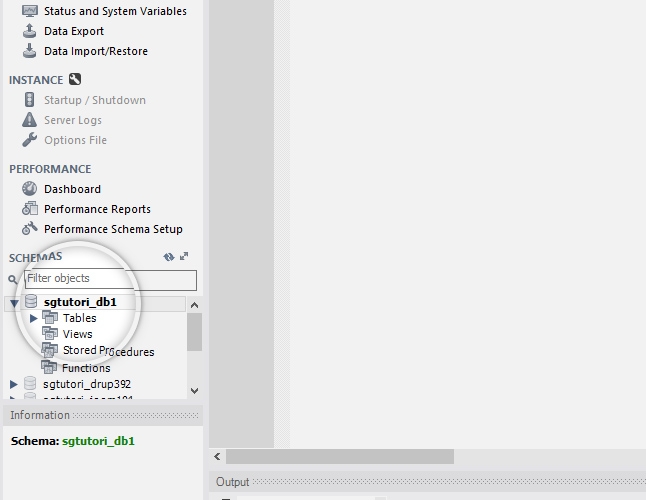 Status and System Variables
Data Export
Data Import/Restore
INSTANCE
Startup / Shutdown
Server Logs
Options File
PERFORMANCE
Dashboard
Performance Reports
Performance Schema Setup
SCHEMAS
Filter objects
sgtutori_db1
Tables
Views
Stored Procedures
Functions
sgtutori_drup392
Information
Schema: sgtutori_db1
Output